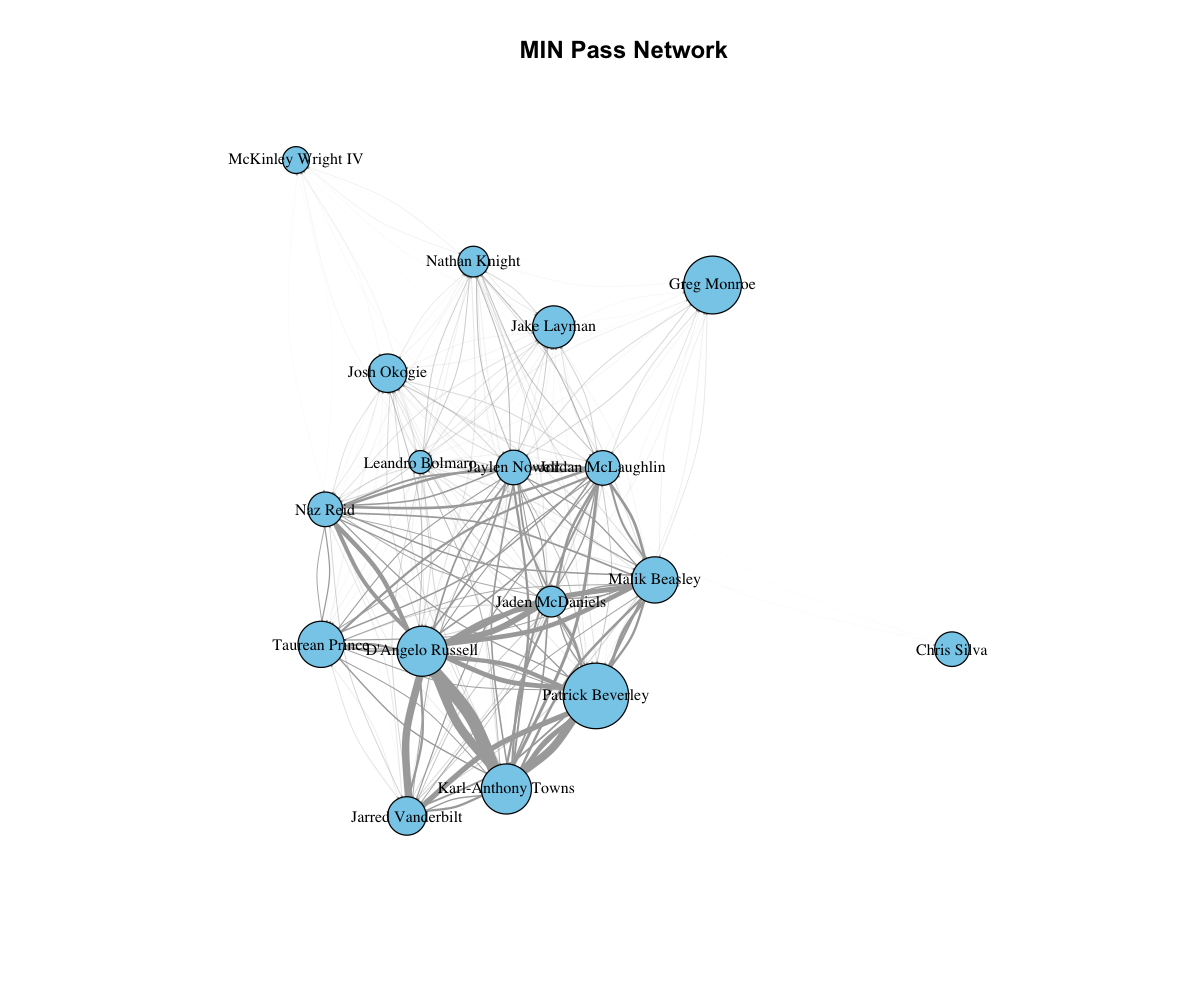 MIN Pass Network
McKinley Wright IV
Nathan Knight
Greg Monroe
Jake Layman
Josh Okogie
Leandro Bolmaro
Jaylen Nowell
Jordan McLaughlin
Naz Reid
Malik Beasley
Jaden McDaniels
Taurean Prince
D'Angelo Russell
Chris Silva
Patrick Beverley
Karl-Anthony Towns
Jarred Vanderbilt